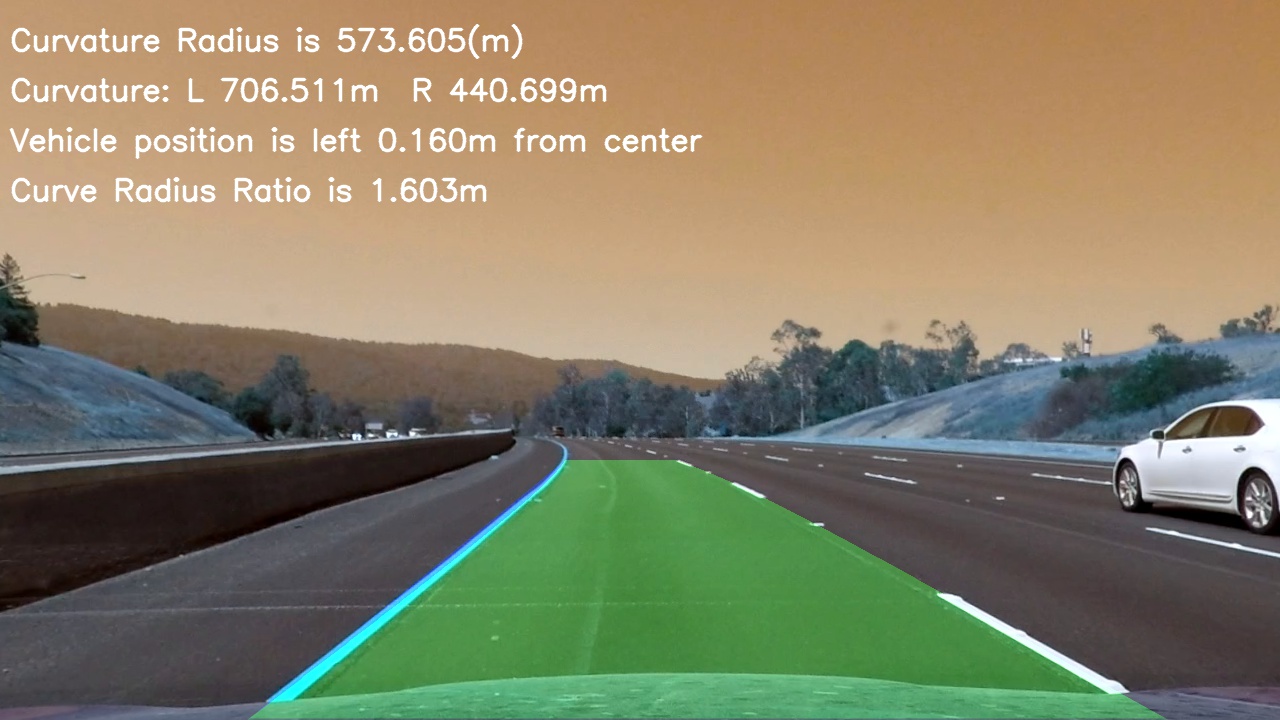 Curvature Radius is 573.605(m)
Curvature: L 706.511m R 440.699m
Vehicle position is left 0.160m from center
Curve Radius Ratio is 1.603m